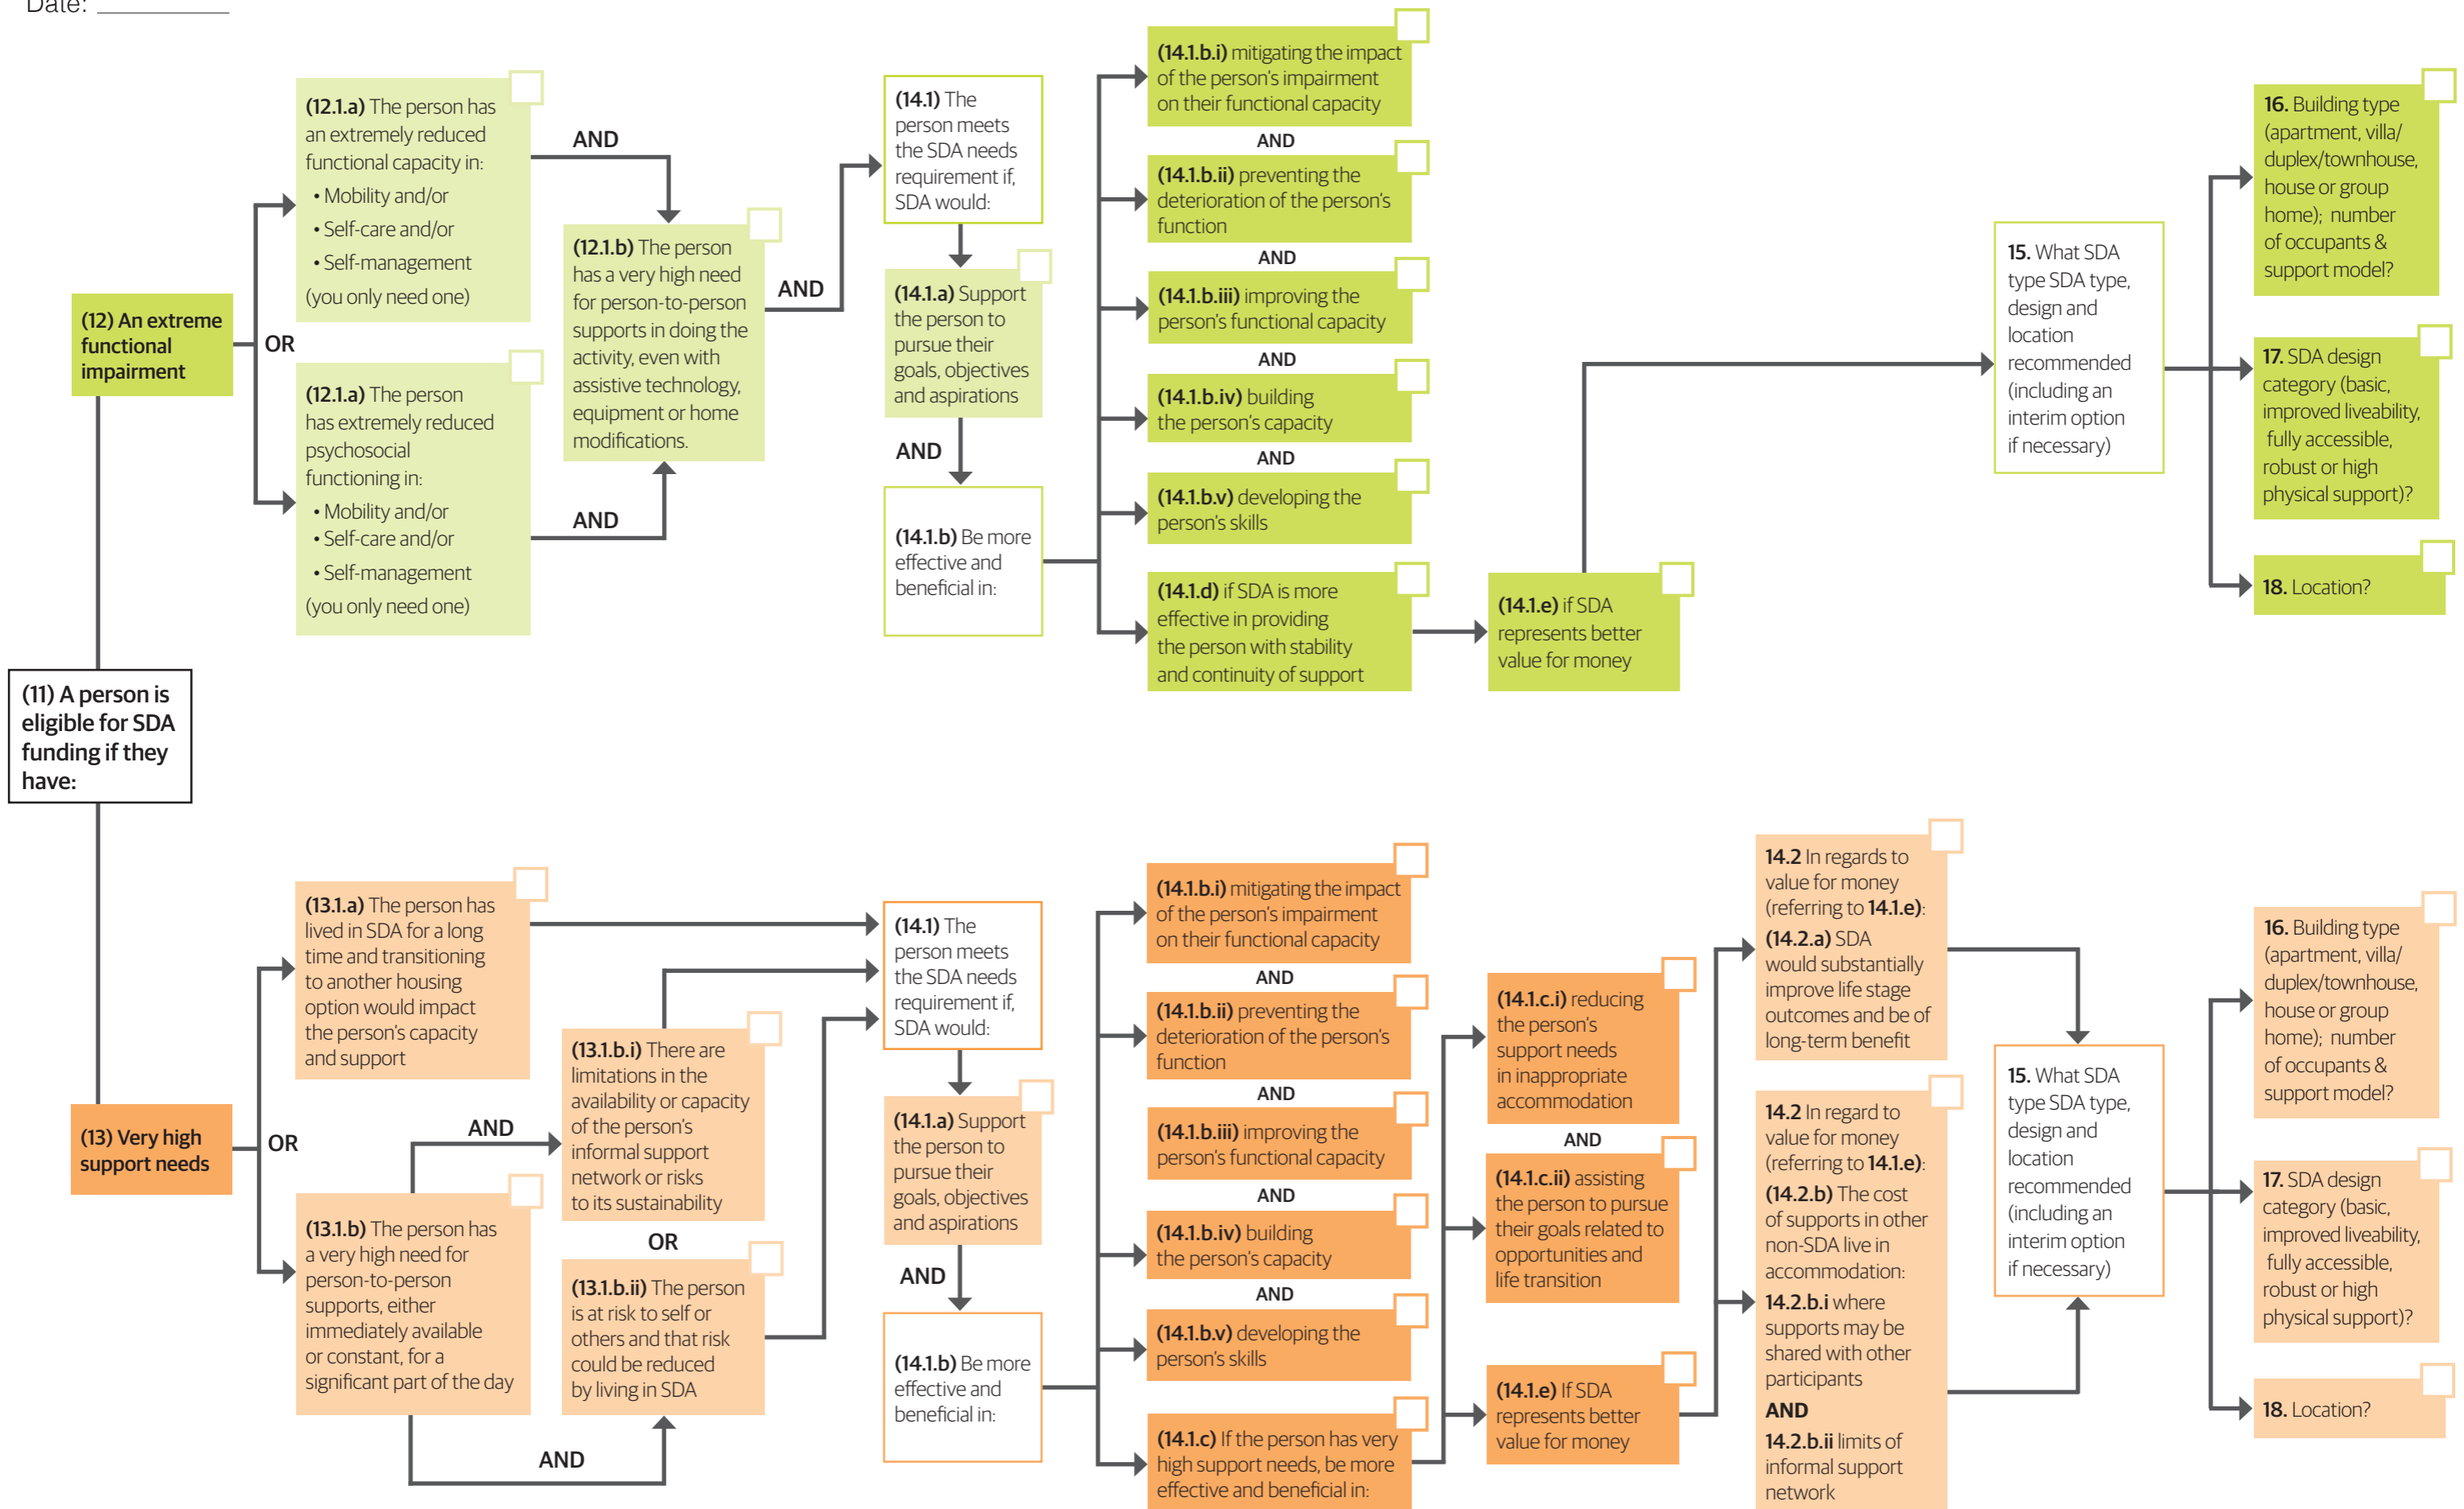 Date: __________
(11) A person is
eligible for SDA
funding if they
have:
(12) An extreme
functional
impairment
OR
(12.1.a) The person has
an extremely reduced
functional capacity in:
• Mobility and/or
• Self-care and/or
• Self-management
(you only need one)
AND
(12.1.a) The person
has extremely reduced
psychosocial
functioning in:
• Mobility and/or
• Self-care and/or
• Self-management
(you only need one)
AND
(12.1.b) The person
has a very high need
for person-to-person
supports in doing the
activity, even with
assistive technology,
equipment or home
modifications.
AND
(14.1) The
person meets
the SDA needs
requirement if,
SDA would:
(14.1.a) Support
the person to
pursue their
goals, objectives
and aspirations
AND
(14.1.b) Be more
effective and
beneficial in:
(14.1.b.i) mitigating the impact
of the person's impairment
on their functional capacity
AND
(14.1.b.ii) preventing the
deterioration of the person's
function
AND
(14.1.b.iii) improving the
person's functional capacity
AND
(14.1.b.iv) building
the person's capacity
AND
(14.1.b.v) developing the
person's skills
(14.1.d) if SDA is more
effective in providing
the person with stability
and continuity of support
(14.1.e) if SDA
represents better
value for money
15. What SDA
type SDA type,
design and
location
recommended
(including an
interim option
if necessary)
16. Building type
(apartment, villa/
duplex/townhouse,
house or group
home); number
of occupants &
support model?
17. SDA design
category (basic,
improved liveability,
fully accessible,
robust or high
physical support)?
18. Location?
(13) Very high
support needs
OR
(13.1.a) The person has
lived in SDA for a long
time and transitioning
to another housing
option would impact
the person's capacity
and support
(13.1.b) The person has
a very high need for
person-to-person
supports, either
immediately available
or constant, for a
significant part of the day
AND
(13.1.b.i) There are
limitations in the
availability or capacity
of the person's
informal support
network or risks
to its sustainability
OR
(13.1.b.ii) The person
is at risk to self or
others and that risk
could be reduced
by living in SDA
AND
(14.1) The
person meets
the SDA needs
requirement if,
SDA would:
(14.1.a) Support
the person to
pursue their
goals, objectives
and aspirations
AND
(14.1.b) Be more
effective and
beneficial in:
(14.1.b.i) mitigating the impact
of the person's impairment
on their functional capacity
AND
(14.1.b.ii) preventing the
deterioration of the person's
function
AND
(14.1.b.iii) improving the
person's functional capacity
AND
(14.1.b.iv) building
the person's capacity
AND
(14.1.b.v) developing the
person's skills
(14.1.c) If the person has very
high support needs, be more
effective and beneficial in:
(14.1.c.i) reducing
the person's
support needs
in inappropriate
accommodation
AND
(14.1.c.ii) assisting
the person to pursue
their goals related to
opportunities and
life transition
(14.1.e) If SDA
represents better
value for money
14.2 In regards to
value for money
(referring to 14.1.e):
(14.2.a) SDA
would substantially
improve life stage
outcomes and be of
long-term benefit
14.2 In regard to
value for money
(referring to 14.1.e):
(14.2.b) The cost
of supports in other
non-SDA live in
accommodation:
14.2.b.i where
supports may be
shared with other
participants
AND
14.2.b.ii limits of
informal support
network
15. What SDA
type SDA type,
design and
location
recommended
(including an
interim option
if necessary)
16. Building type
(apartment, villa/
duplex/townhouse,
house or group
home); number
of occupants &
support model?
17. SDA design
category (basic,
improved liveability,
fully accessible,
robust or high
physical support)?
18. Location?